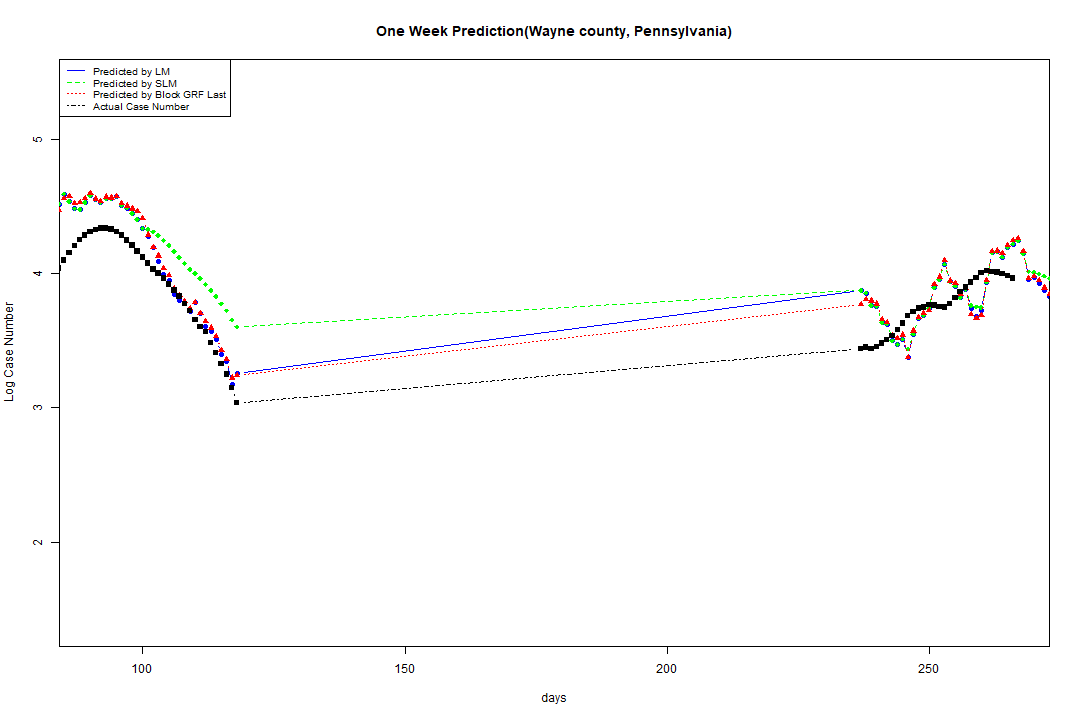 One Week Prediction(Wayne county, Pennsylvania)
Predicted by LM
Predicted by SLM
Predicted by Block GRF Last
Actual Case Number
5
4
3
2
Log Case Number
100 150 200 250
days